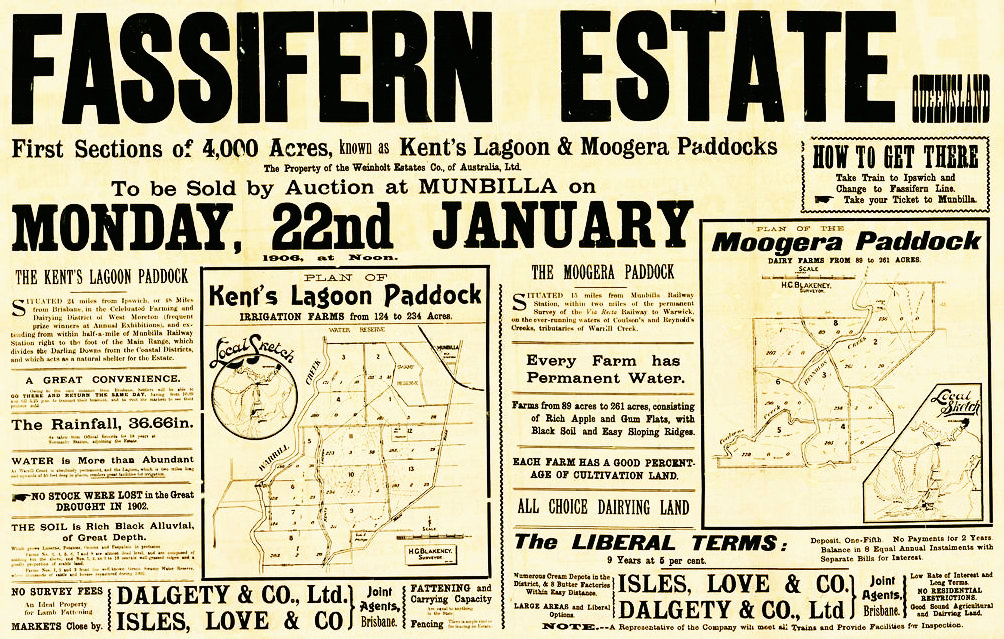 FASSIFERN ESTATE QUEENSLAND
First Sections of 4,000 Acres, known as Kent's Lagoon & Moogera Paddocks
The Property of the Weinholt Estates Co., of Australia, Ltd.
To be Sold by Auction at MUNBILLA on
MONDAY, 22nd JANUARY
1906, at Noon.
HOW TO GET THERE
Take Train to Ipswich and
Change to Fassifern Line.
Take your Ticket to Munbilla.
THE KENT'S LAGOON PADDOCK
SITUATED 24 miles from Ipswich, or 48 Miles
from Brisbane, in the Celebrated Farming and
Dairying District of West Moreton (frequent
prize winners at Annual Exhibitions), and ex-
tending from within half-a-mile of Munbilla Railway
Station right to the foot of the Main Range, which
divides the Darling Downs from the Coastal Districts,
and which acts as a natural shelter for the Estate.
A GREAT CONVENIENCE.
GO THERE AND RETURN THE SAME DAY,
The Rainfall, 36.66in.
WATER is More than Abundant
NO STOCK WERE LOST in the Great
DROUGHT IN 1902.
THE SOIL is Rich Black Alluvial,
of Great Depth.
NO SURVEY FEES
An Ideal Property
for Lamb Fattening
MARKETS Close by.
PLAN OF
Kent's Lagoon Paddock
IRRIGATION FARMS from 124 to 234 Acres.
WATER RESERVE
Local Sketch
MUNBILLA
CREEK
WARRILL
SCALE
H.G. BLAKENEY.
SURVEYOR.
DALGETY & CO., Ltd.
ISLES, LOVE & CO
Joint
Agents,
Brisbane.
FATTENING and
Carrying Capacity
Fencing
THE MOOGERA PADDOCK
SITUATED 15 miles from Munbilla Railway
Station, within two miles of the permanent
Survey of the Via Recta Railway to Warwick,
on the ever-running waters of Coulson's and Reynold's
Creeks, tributaries of Warrill Creek.
Every Farm has
Permanent Water.
Farms from 89 acres to 261 acres, consisting
of Rich Apple and Gum Flats, with
Black Soil and Easy Sloping Ridges.
EACH FARM HAS A GOOD PERCENT-
AGE OF CULTIVATION LAND.
ALL CHOICE DAIRYING LAND
PLAN OF THE
Moogera Paddock
DAIRY FARMS FROM 89 to 261 ACRES.
SCALE
H.G. BLAKENEY.
SURVEYOR.
Reynolds Creek
Coulsons Creek
Local Sketch
The LIBERAL TERMS:
9 Years at 5 per cent.
Deposit, One-Fifth. No Payments for 2 Years.
Balance in 8 Equal Annual Instalments with
Separate Bills for Interest.
Numerous Cream Depots in the
District, & 8 Butter Factories
Within Easy Distance.
LARGE AREAS and Liberal
Options.
ISLES, LOVE & CO.
DALGETY & CO., Ltd
Joint
Agents
Brisbane.
Low Rate of Interest and
Long Terms.
NO RESIDENTIAL
RESTRICTIONS.
Good Sound Agricultural
and Dairying Land.
NOTE.--A Representative of the Company will meet all Trains and Provide Facilities for Inspection.